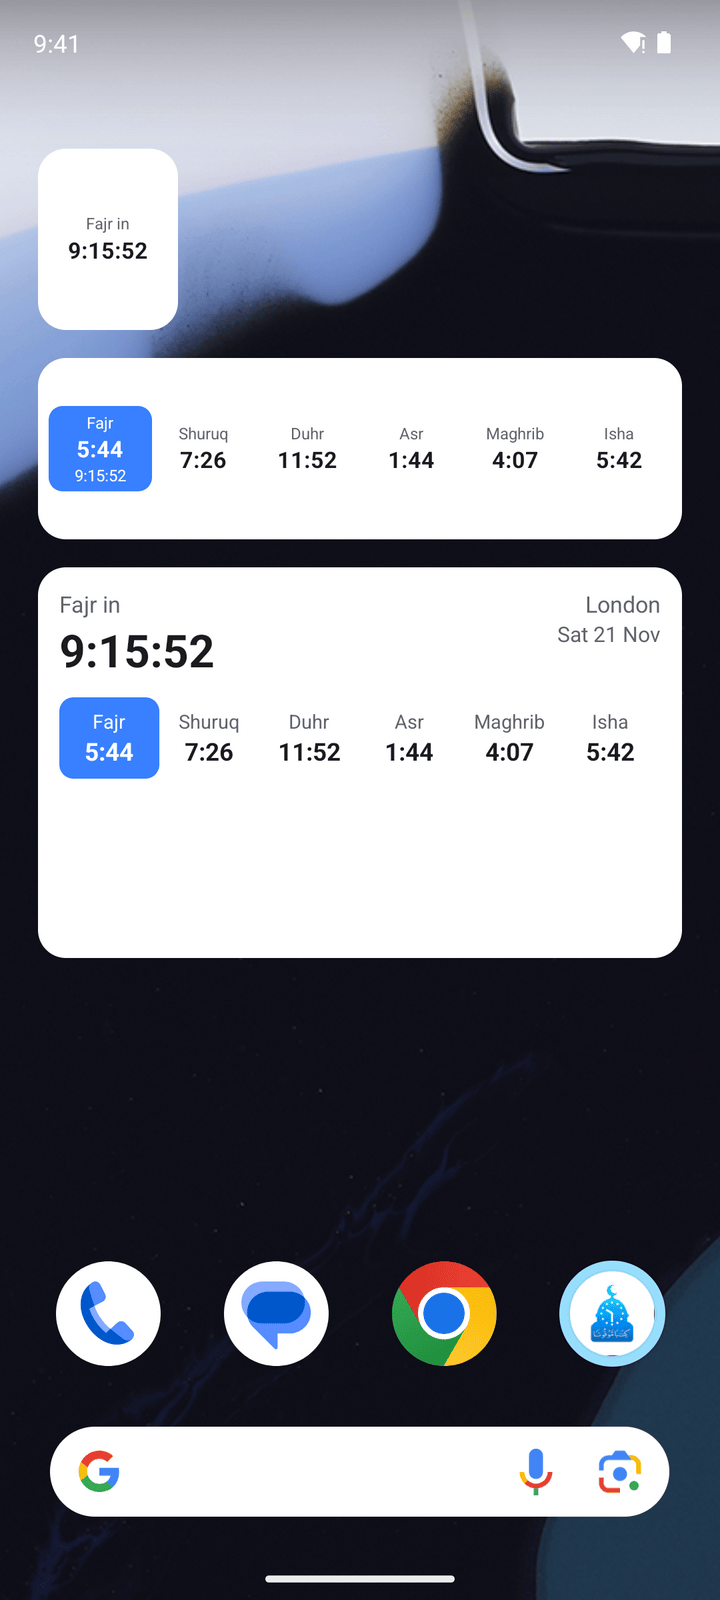 9:41
Fajr in
9:15:52
Fajr Shuruq Duhr Asr Maghrib Isha
5:44 7:26 11:52 1:44 4:07 5:42
9:15:52
Fajr in London
9:15:52 Sat 21 Nov
Fajr Shuruq Duhr Asr Maghrib Isha
5:44 7:26 11:52 1:44 4:07 5:42